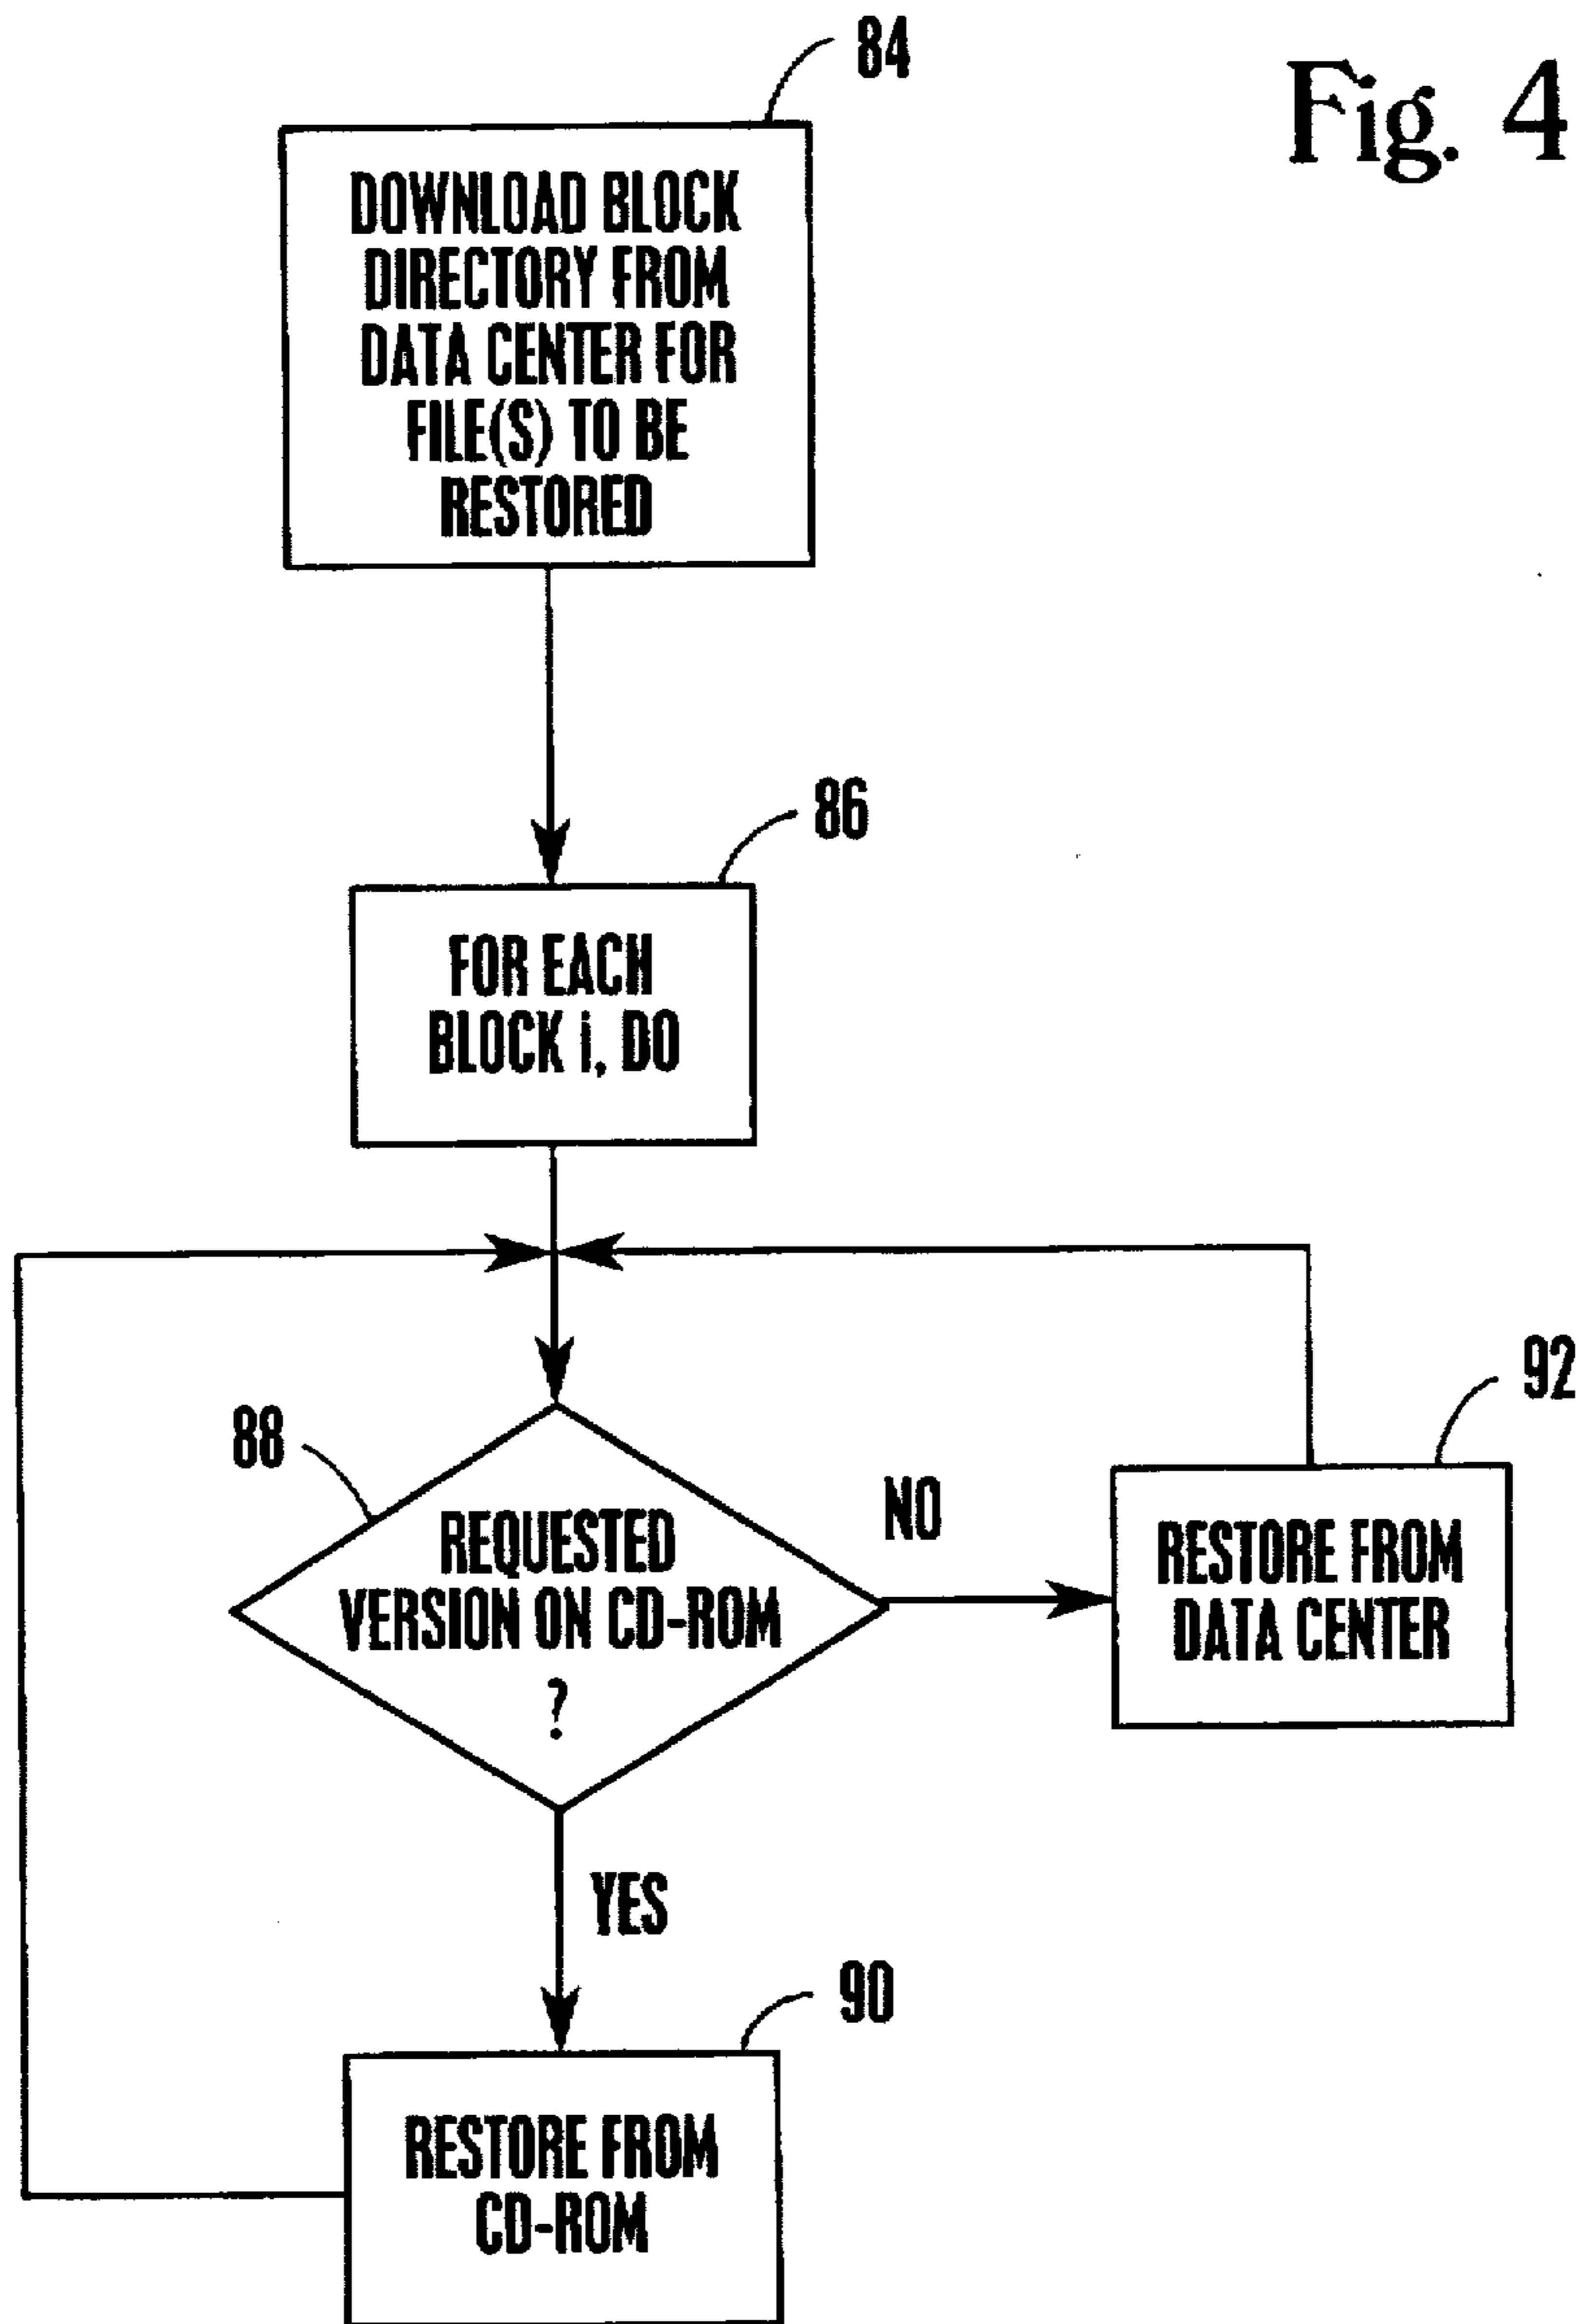 Fig. 4
84
DOWNLOAD BLOCK
DIRECTORY FROM
DATA CENTER FOR
FILE(S) TO BE
RESTORED
86
FOR EACH
BLOCK i, DO
88
REQUESTED
VERSION ON CD-ROM
?
NO
92
RESTORE FROM
DATA CENTER
YES
90
RESTORE FROM
CD-ROM